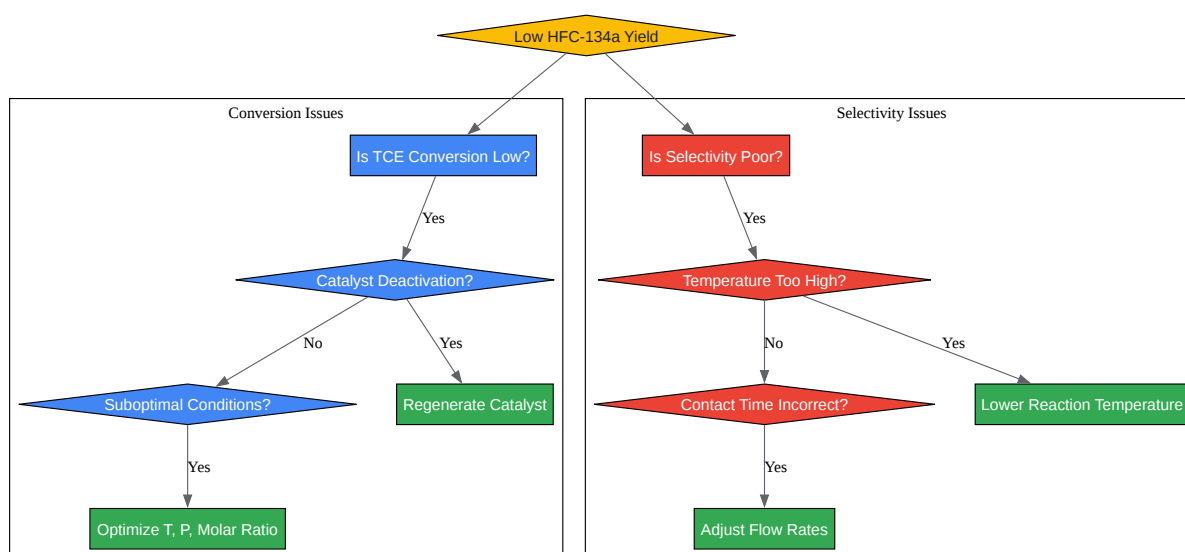 Low HFC-134a Yield
Conversion Issues
Selectivity Issues
Is TCE Conversion Low?
Is Selectivity Poor?
Yes
Yes
Catalyst Deactivation?
Temperature Too High?
No
Yes
No
Yes
Suboptimal Conditions?
Regenerate Catalyst
Contact Time Incorrect?
Lower Reaction Temperature
Yes
Yes
Optimize T, P, Molar Ratio
Adjust Flow Rates